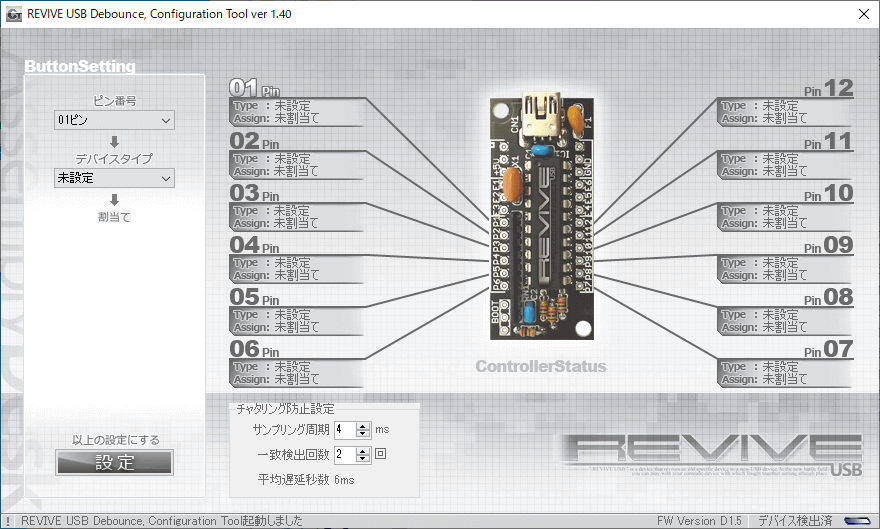 REVIVE USB Debounce, Configuration Tool ver 1.40
ButtonSetting
ピン番号
01ピン
デバイスタイプ
未設定
割当て
以上の設定にする
設定
01 Pin
Type : 未設定
Assign: 未割当て
02 Pin
Type : 未設定
Assign: 未割当て
03 Pin
Type : 未設定
Assign: 未割当て
04 Pin
Type : 未設定
Assign: 未割当て
05 Pin
Type : 未設定
Assign: 未割当て
06 Pin
Type : 未設定
Assign: 未割当て
CN1
F1
X1
REVIVE USB
BOOT
C2
ControllerStatus
Pin 12
Type : 未設定
Assign: 未割当て
Pin 11
Type : 未設定
Assign: 未割当て
Pin 10
Type : 未設定
Assign: 未割当て
Pin 09
Type : 未設定
Assign: 未割当て
Pin 08
Type : 未設定
Assign: 未割当て
Pin 07
Type : 未設定
Assign: 未割当て
チャタリング防止設定
サンプリング周期 4 ms
一致検出回数 2 回
平均遅延秒数 6ms
REVIVE
USB
REVIVE USB Debounce, Configuration Tool起動しました
FW Version D1.5
デバイス検出済